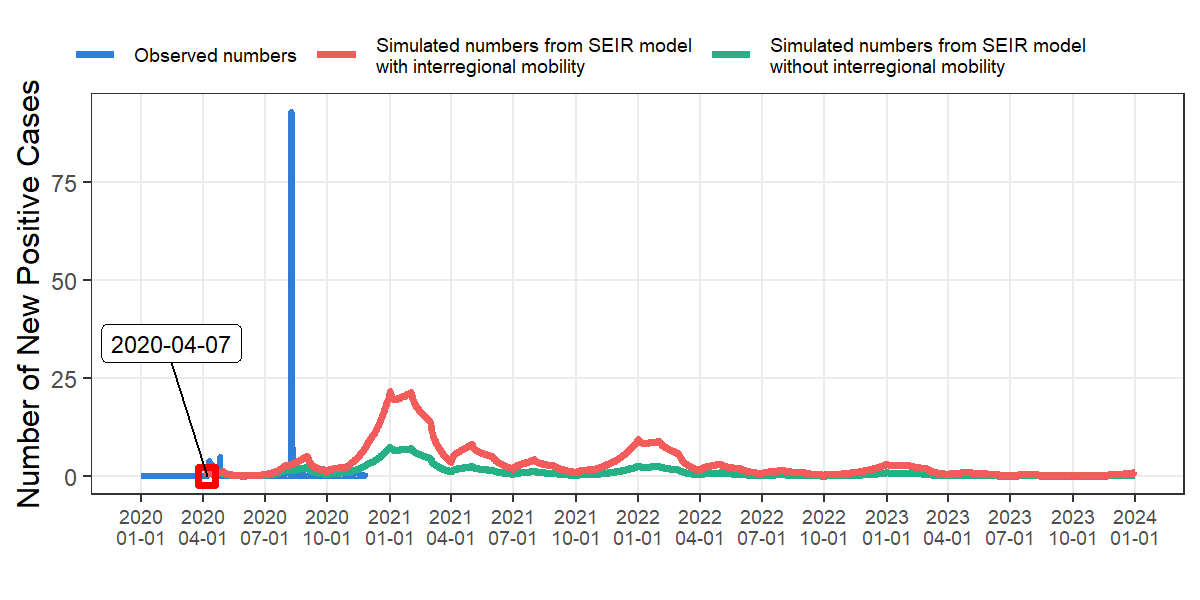 Observed numbers
Simulated numbers from SEIR model
with interregional mobility
Simulated numbers from SEIR model
without interregional mobility
Number of New Positive Cases
75
50
25
0
2020-04-07
2020 2020 2020 2020 2021 2021 2021 2021 2022 2022 2022 2022 2023 2023 2023 2023 2024
01-01 04-01 07-01 10-01 01-01 04-01 07-01 10-01 01-01 04-01 07-01 10-01 01-01 04-01 07-01 10-01 01-01